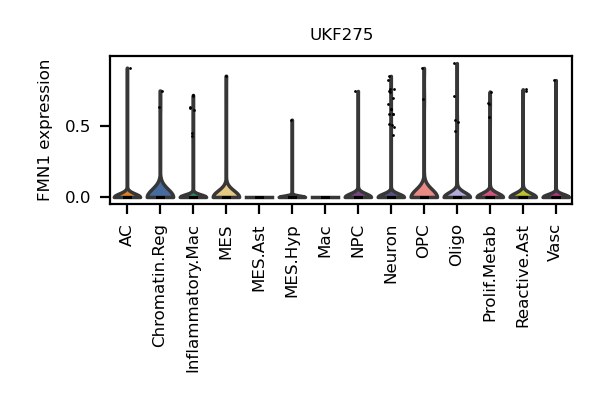 UKF275
FMN1 expression
0.5
0.0
AC
Chromatin.Reg
Inflammatory.Mac
MES
MES.Ast
MES.Hyp
Mac
NPC
Neuron
OPC
Oligo
Prolif.Metab
Reactive.Ast
Vasc